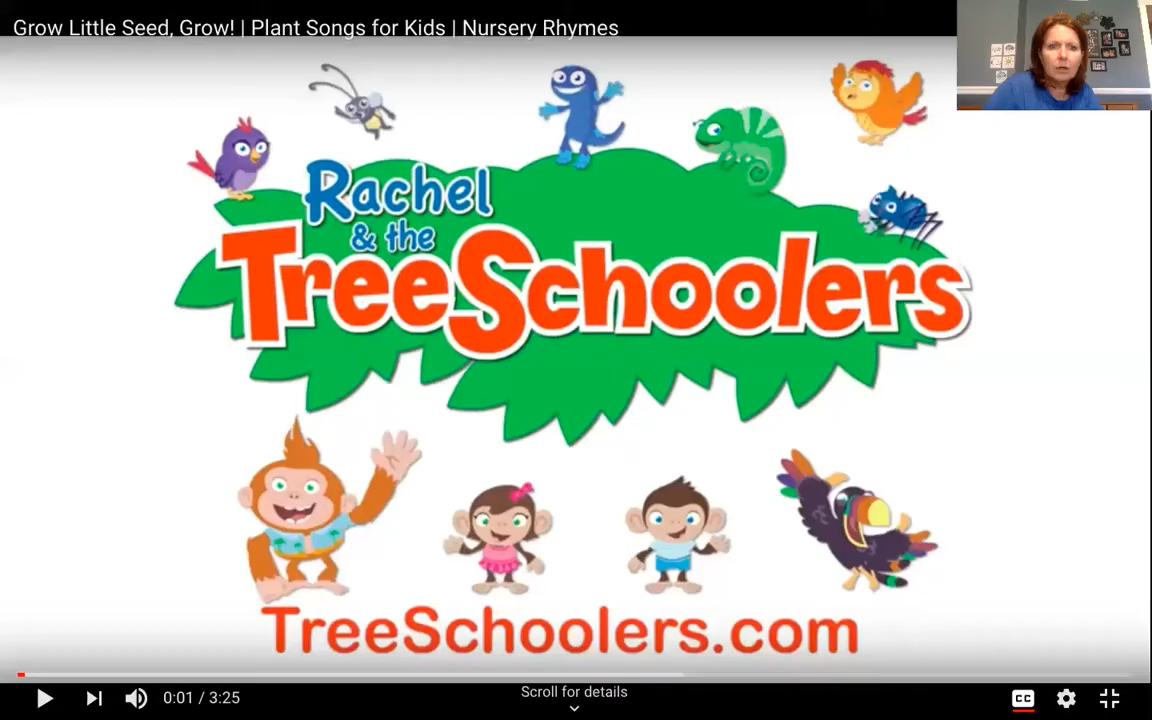 Grow Little Seed, Grow! | Plant Songs for Kids | Nursery Rhymes
Rachel
& the
TreeSchoolers
TreeSchoolers.com
0:01 / 3:25
Scroll for details
CC